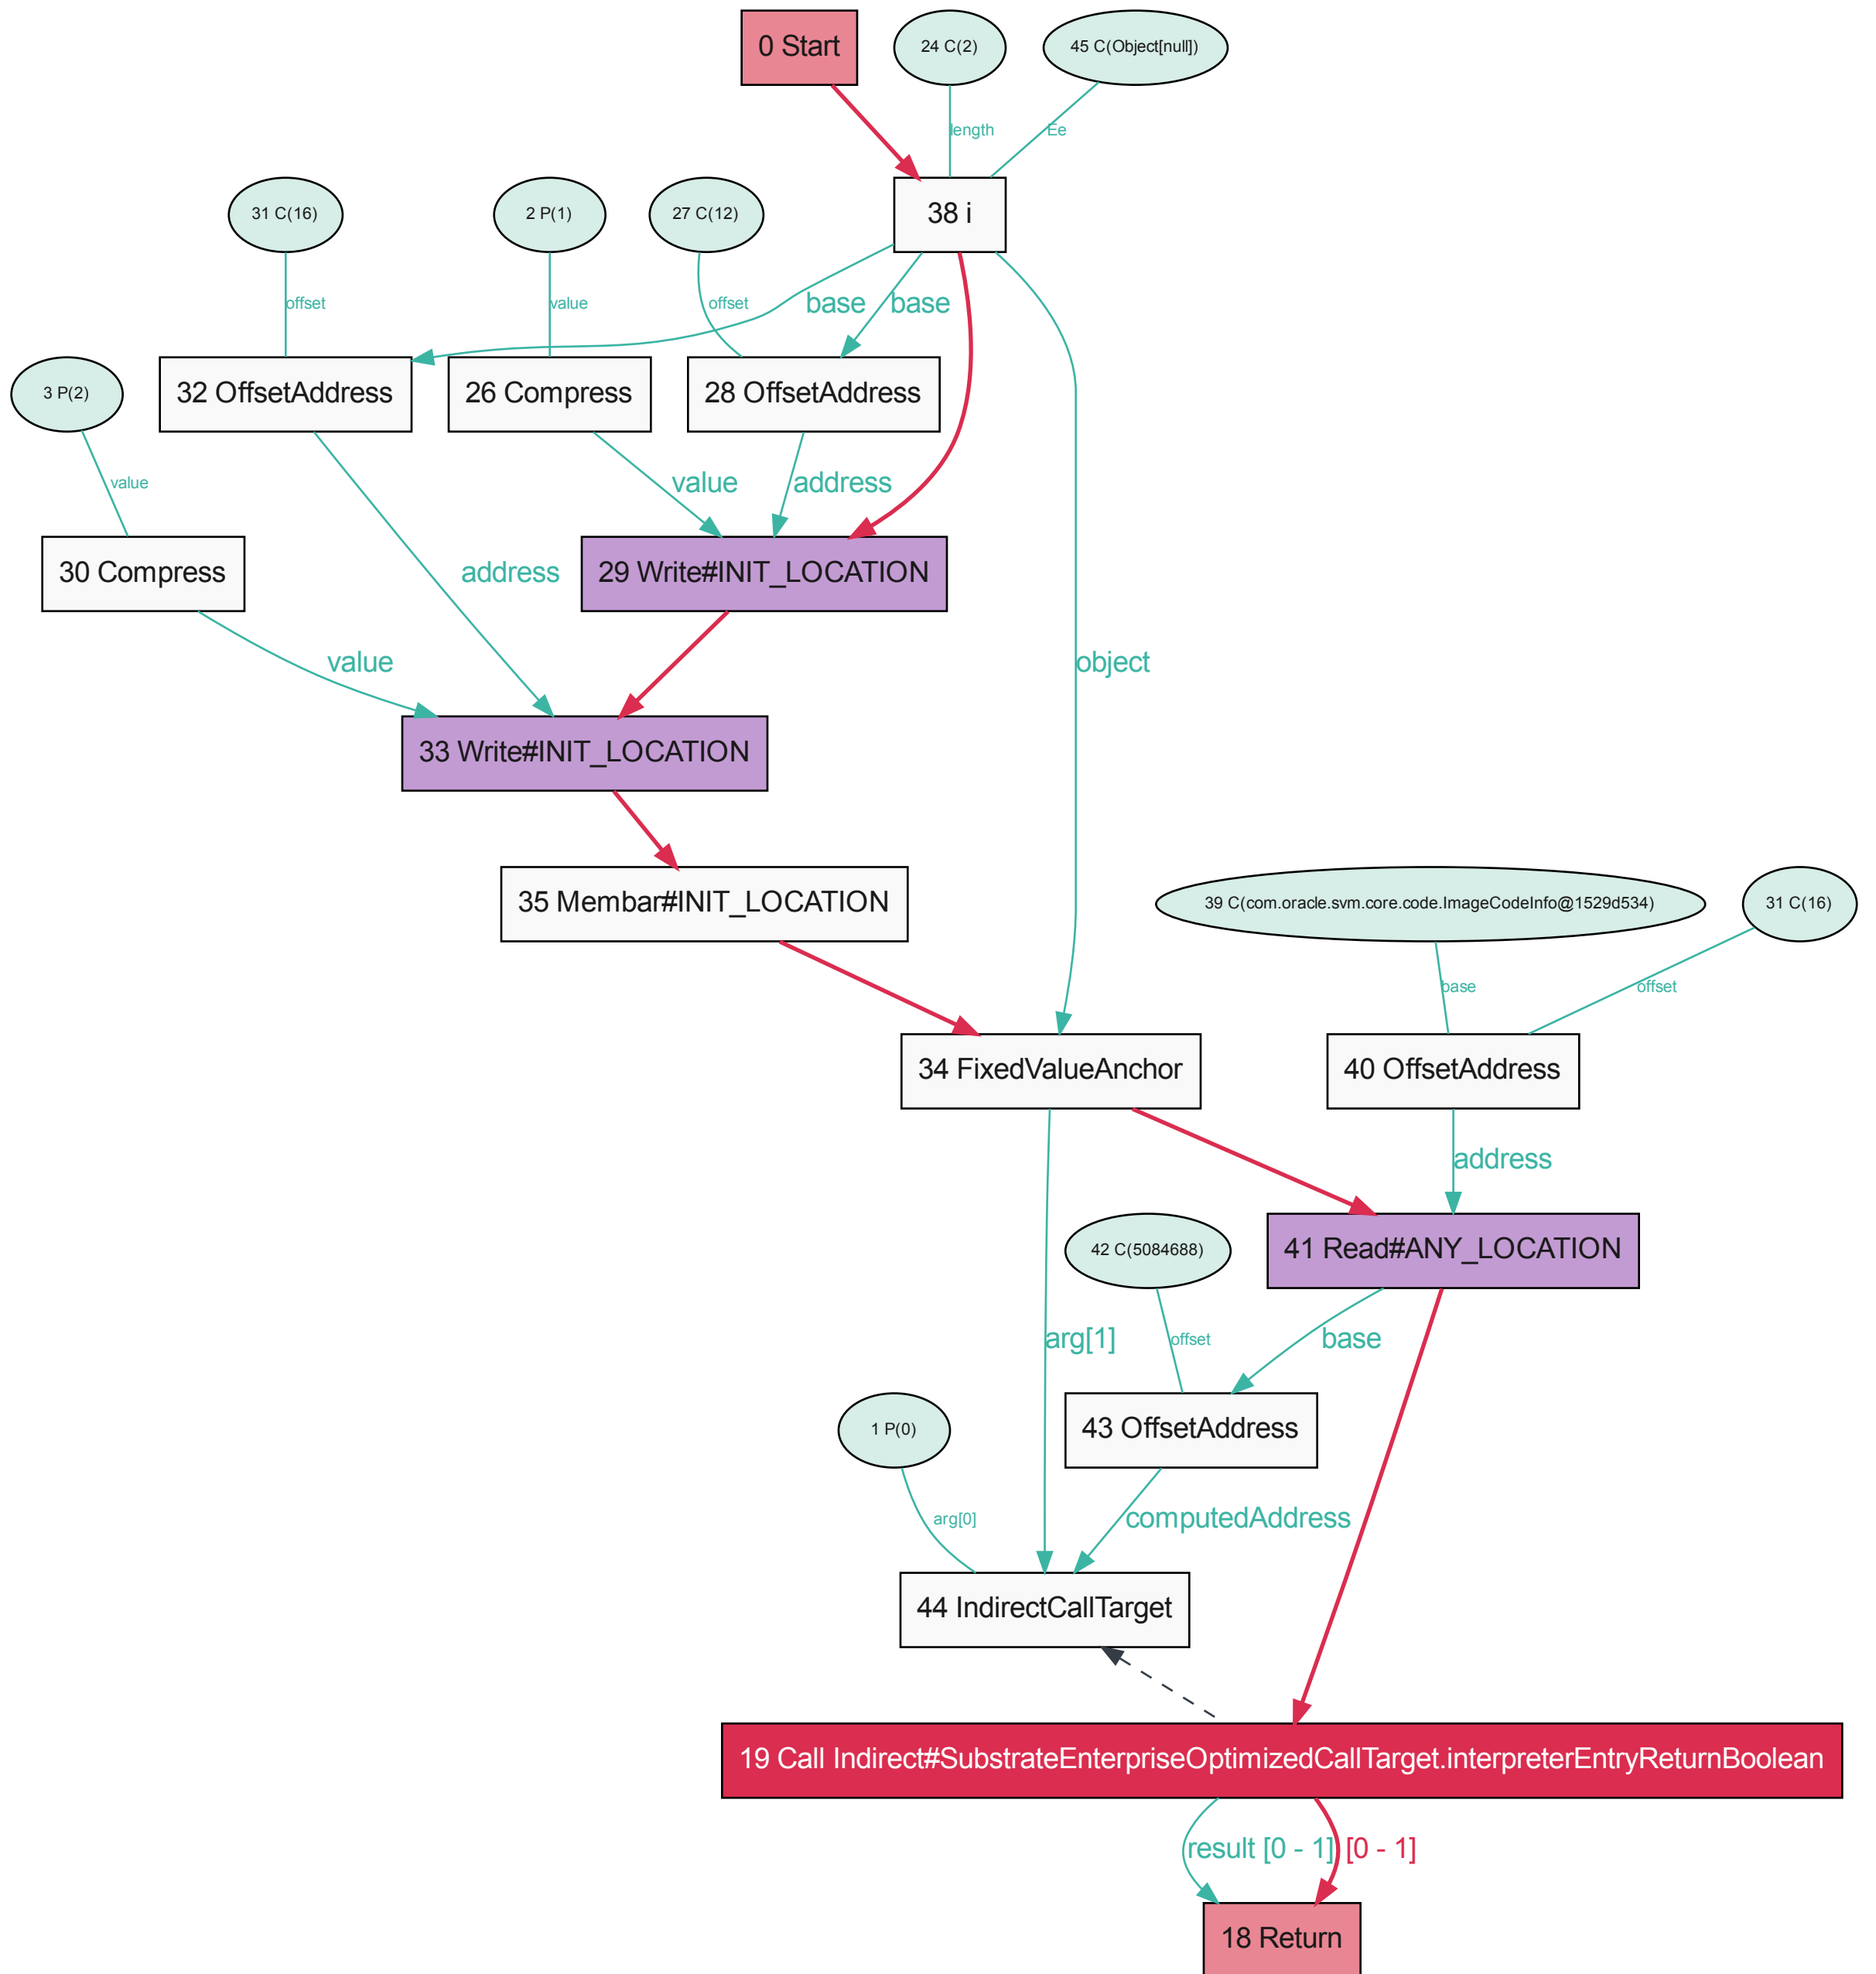 0 Start
24 C(2)
45 C(Object[null])
length
Ee
31 C(16)
2 P(1)
27 C(12)
38 i
offset
value
offset
base
base
3 P(2)
32 OffsetAddress
26 Compress
28 OffsetAddress
value
value
address
30 Compress
address
29 Write#INIT_LOCATION
value
object
33 Write#INIT_LOCATION
35 Membar#INIT_LOCATION
39 C(com.oracle.svm.core.code.ImageCodeInfo@1529d534)
31 C(16)
base
offset
34 FixedValueAnchor
40 OffsetAddress
address
42 C(5084688)
41 Read#ANY_LOCATION
arg[1]
offset
base
1 P(0)
43 OffsetAddress
arg[0]
computedAddress
44 IndirectCallTarget
19 Call Indirect#SubstrateEnterpriseOptimizedCallTarget.interpreterEntryReturnBoolean
result [0 - 1]
[0 - 1]
18 Return